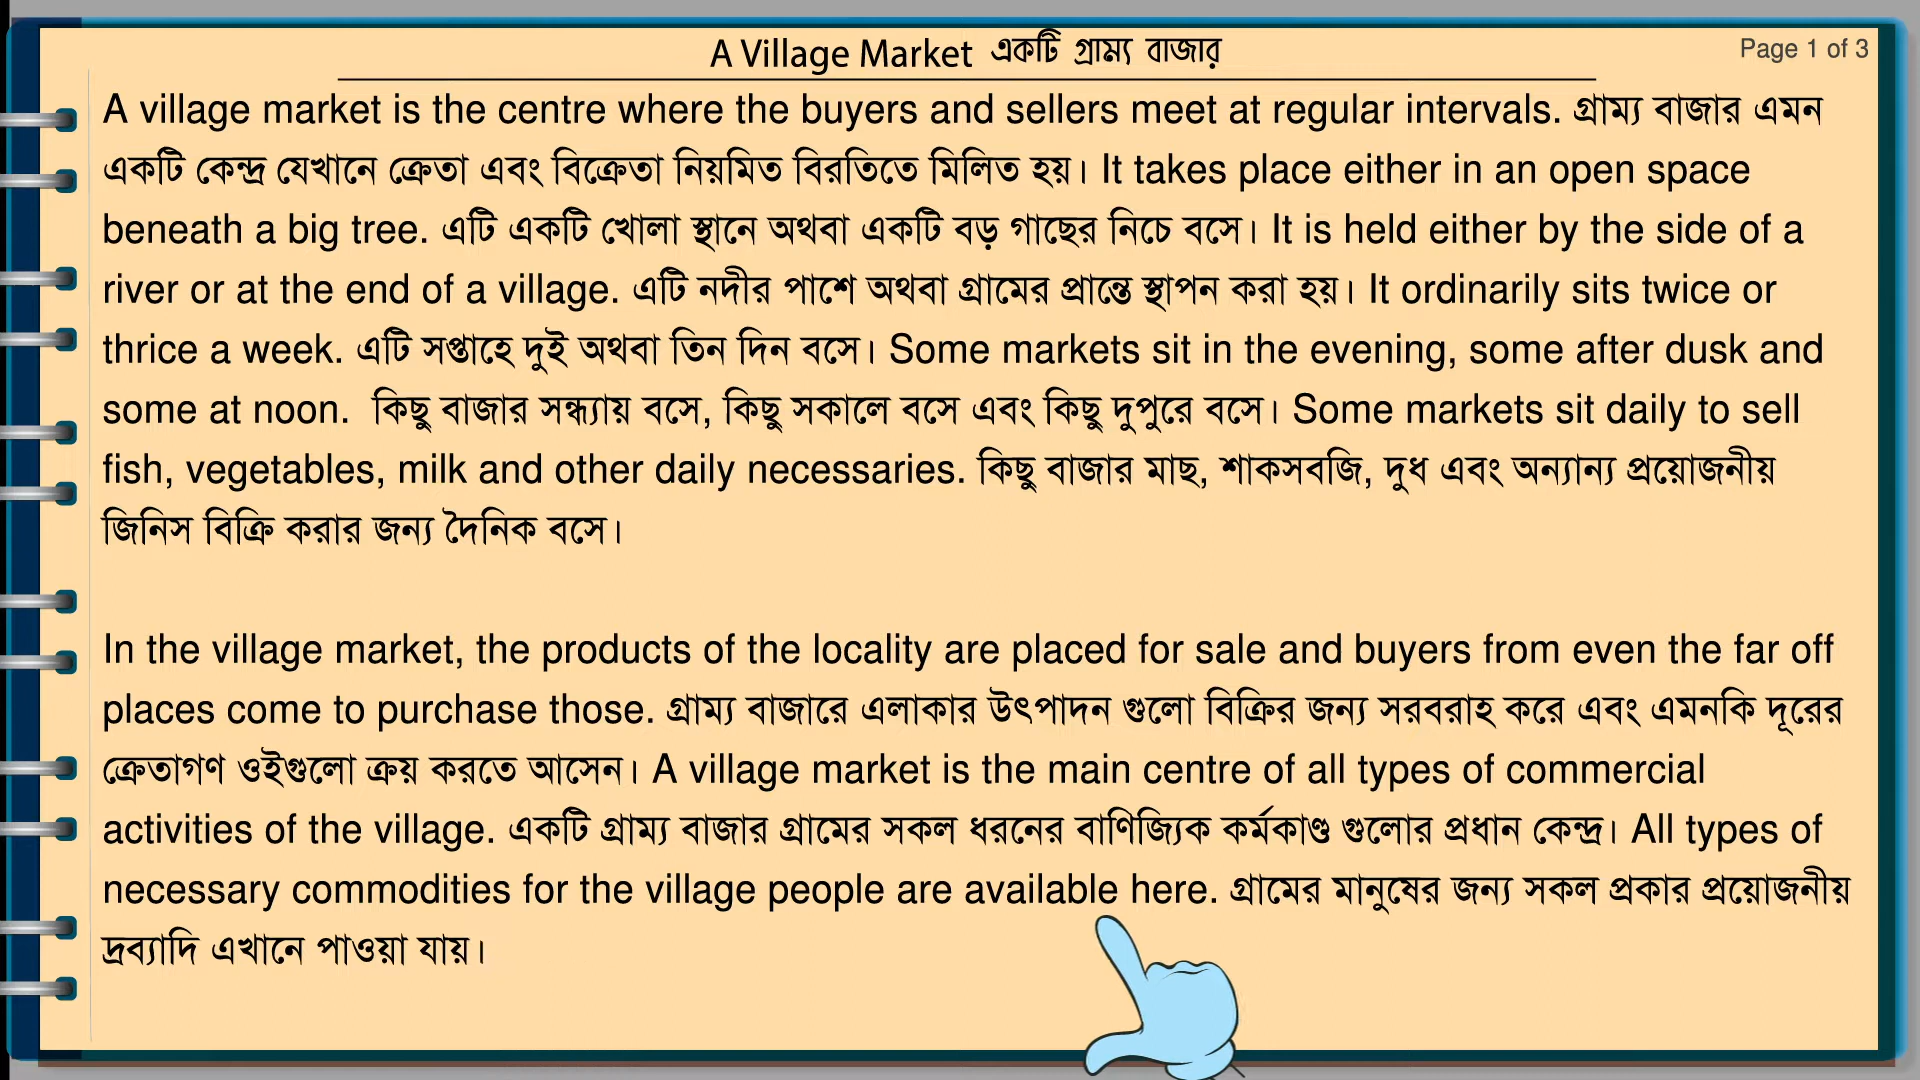 A Village Market একটি গ্রাম্য বাজার
Page 1 of 3
A village market is the centre where the buyers and sellers meet at regular intervals. গ্রাম্য বাজার এমন
একটি কেন্দ্র যেখানে ক্রেতা এবং বিক্রেতা নিয়মিত বিরতিতে মিলিত হয়। It takes place either in an open space
beneath a big tree. এটি একটি খোলা স্থানে অথবা একটি বড় গাছের নিচে বসে। It is held either by the side of a
river or at the end of a village. এটি নদীর পাশে অথবা গ্রামের প্রান্তে স্থাপন করা হয়। It ordinarily sits twice or
thrice a week. এটি সপ্তাহে দুই অথবা তিন দিন বসে। Some markets sit in the evening, some after dusk and
some at noon. কিছু বাজার সন্ধ্যায় বসে, কিছু সকালে বসে এবং কিছু দুপুরে বসে। Some markets sit daily to sell
fish, vegetables, milk and other daily necessaries. কিছু বাজার মাছ, শাকসবজি, দুধ এবং অন্যান্য প্রয়োজনীয়
জিনিস বিক্রি করার জন্য দৈনিক বসে।
In the village market, the products of the locality are placed for sale and buyers from even the far off
places come to purchase those. গ্রাম্য বাজারে এলাকার উৎপাদন গুলো বিক্রির জন্য সরবরাহ করে এবং এমনকি দূরের
ক্রেতাগণ ওইগুলো ক্রয় করতে আসেন। A village market is the main centre of all types of commercial
activities of the village. একটি গ্রাম্য বাজার গ্রামের সকল ধরনের বাণিজ্যিক কর্মকাণ্ড গুলোর প্রধান কেন্দ্র। All types of
necessary commodities for the village people are available here. গ্রামের মানুষের জন্য সকল প্রকার প্রয়োজনীয়
দ্রব্যাদি এখানে পাওয়া যায়।